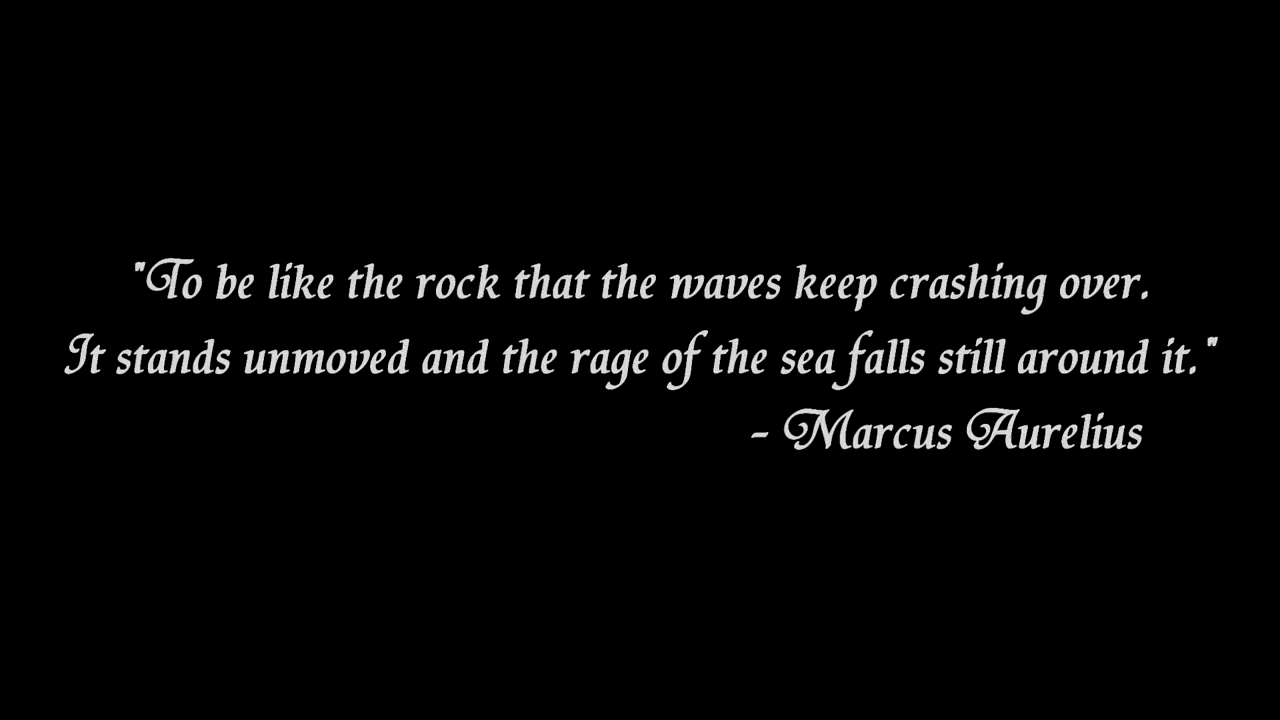 "To be like the rock that the waves keep crashing over.
It stands unmoved and the rage of the sea falls still around it."
- Marcus Aurelius